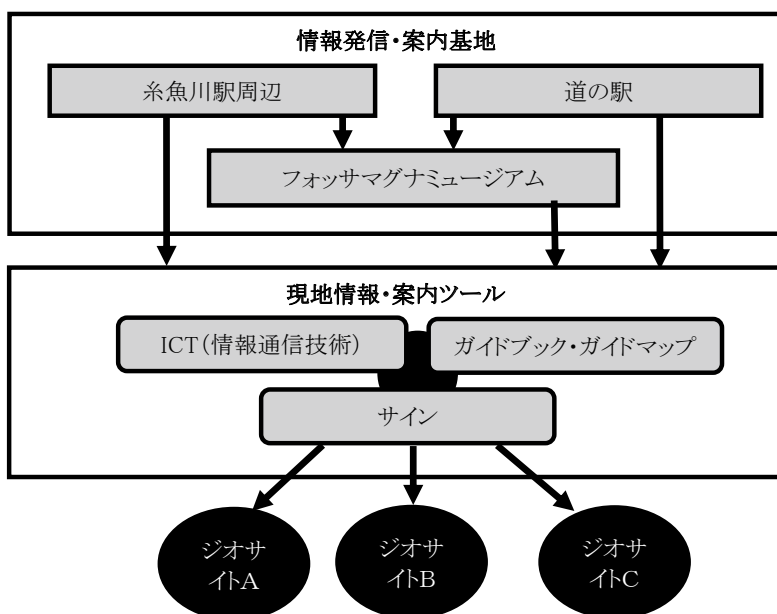 情報発信・案内基地
糸魚川駅周辺
道の駅
フォッサマグナミュージアム
現地情報・案内ツール
ICT（情報通信技術）
ガイドブック・ガイドマップ
サイン
ジオサ
イトA
ジオサ
イトB
ジオサ
イトC